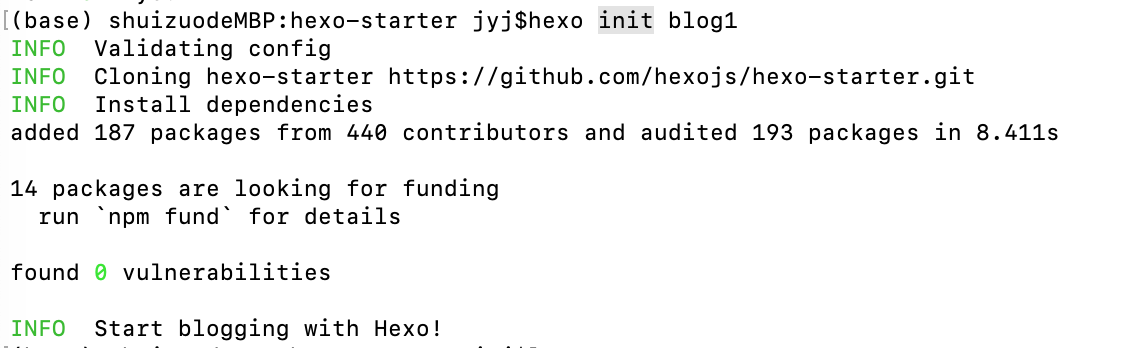 (base) shuizuodeMBP:hexo-starter jyj$hexo init blog1
INFO  Validating config
INFO  Cloning hexo-starter https://github.com/hexojs/hexo-starter.git
INFO  Install dependencies
added 187 packages from 440 contributors and audited 193 packages in 8.411s
14 packages are looking for funding
  run `npm fund` for details
found 0 vulnerabilities
INFO  Start blogging with Hexo!